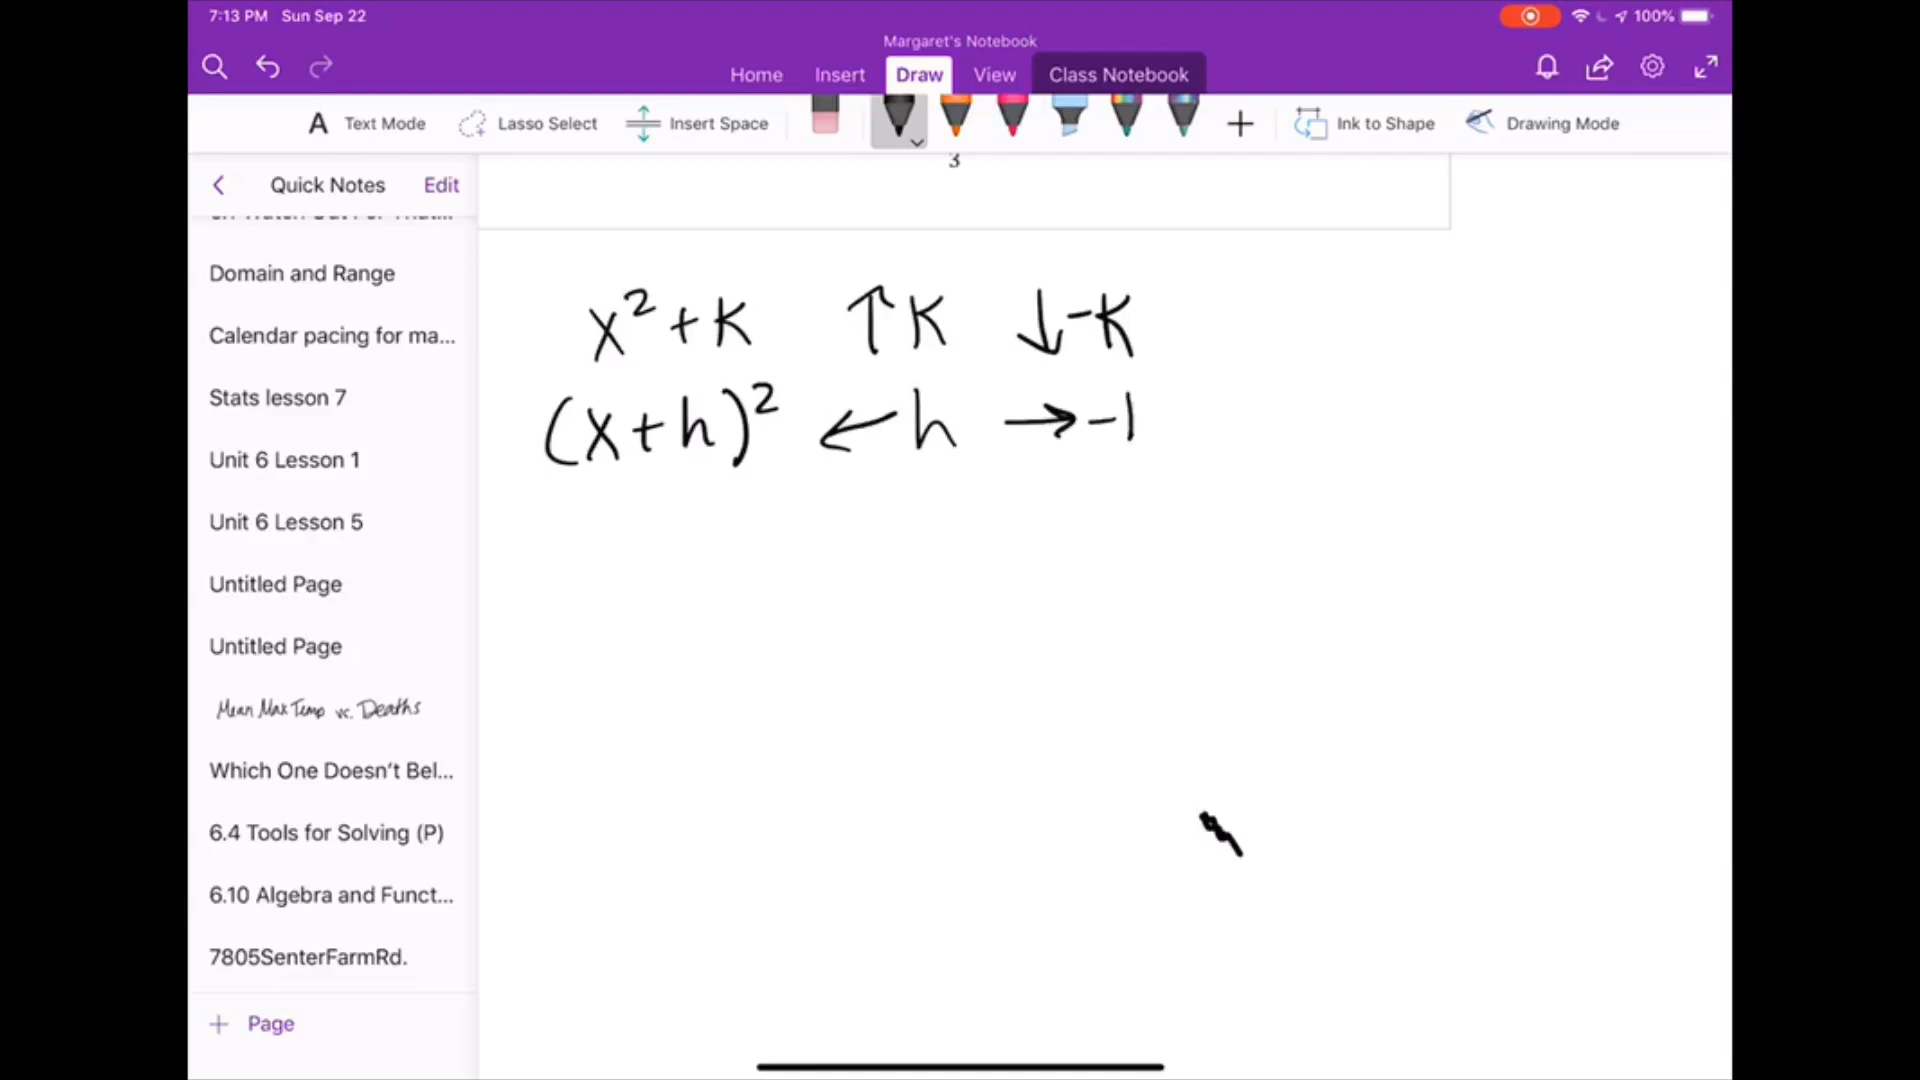 7:13 PM Sun Sep 22
100%
Margaret's Notebook
Home Insert Draw View Class Notebook
Text Mode Lasso Select Insert Space Ink to Shape Drawing Mode
3
Quick Notes Edit
Domain and Range
Calendar pacing for ma...
Stats lesson 7
Unit 6 Lesson 1
Unit 6 Lesson 5
Untitled Page
Untitled Page
Mean Max Temp vs. Deaths
Which One Doesn't Bel...
6.4 Tools for Solving (P)
6.10 Algebra and Funct...
7805SenterFarmRd.
+ Page
x² + K ↑ K ↓ -K
(x + h)² ← h → -1